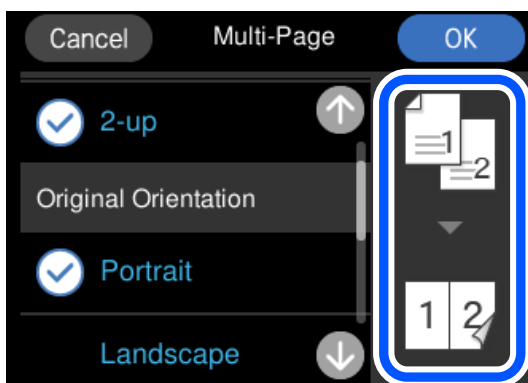 Cancel Multi-Page OK
2-up
Original Orientation
Portrait
Landscape
1
2
1 2